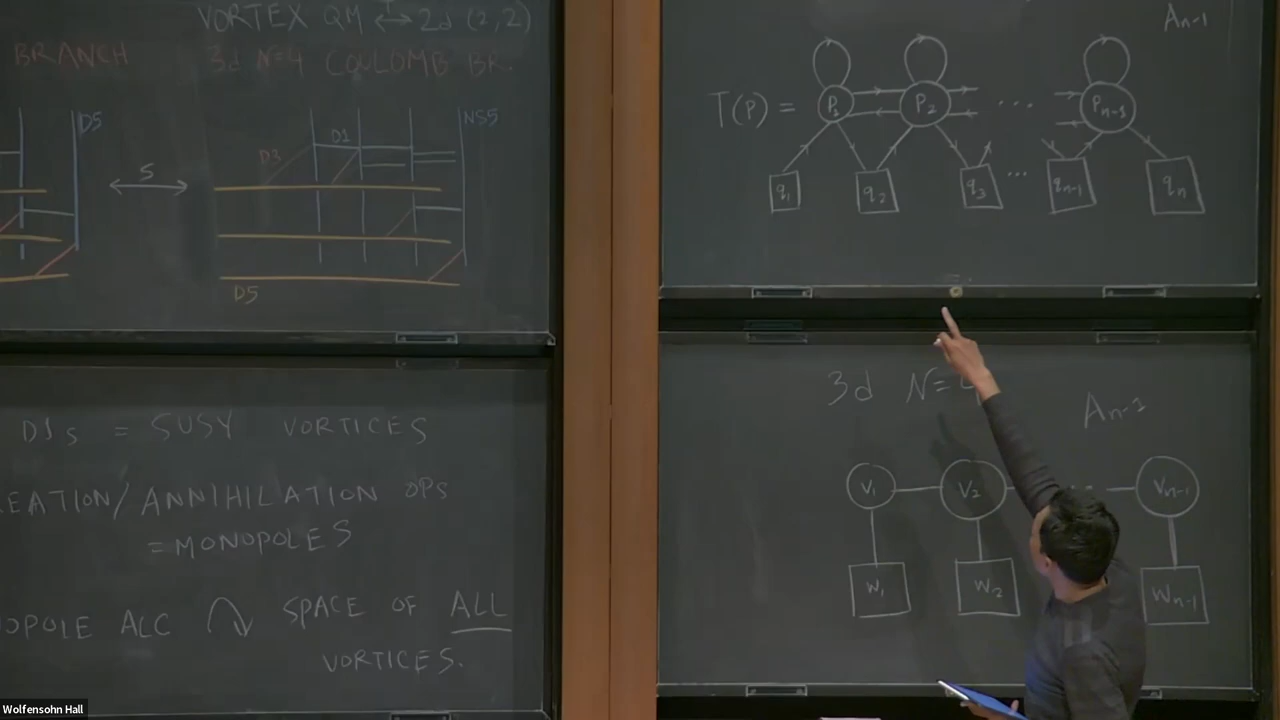 VORTEX QM ↔ 2d (2,2)
BRANCH
3d N=4 COULOMB BR.
D5
S
D3
D1
NS5
D5
D1s = SUSY VORTICES
EATION/ANNIHILATION OPs
= MONOPOLES
OPOLE ALG SPACE OF ALL
VORTICES.
An-1
T(P) = P1 P2 ... Pn-1
q1 q2 q3 ... qn-1 qn
3d N=
An-1
V1 V2 Vn-1
W1 W2 Wn-1
Wolfensohn Hall